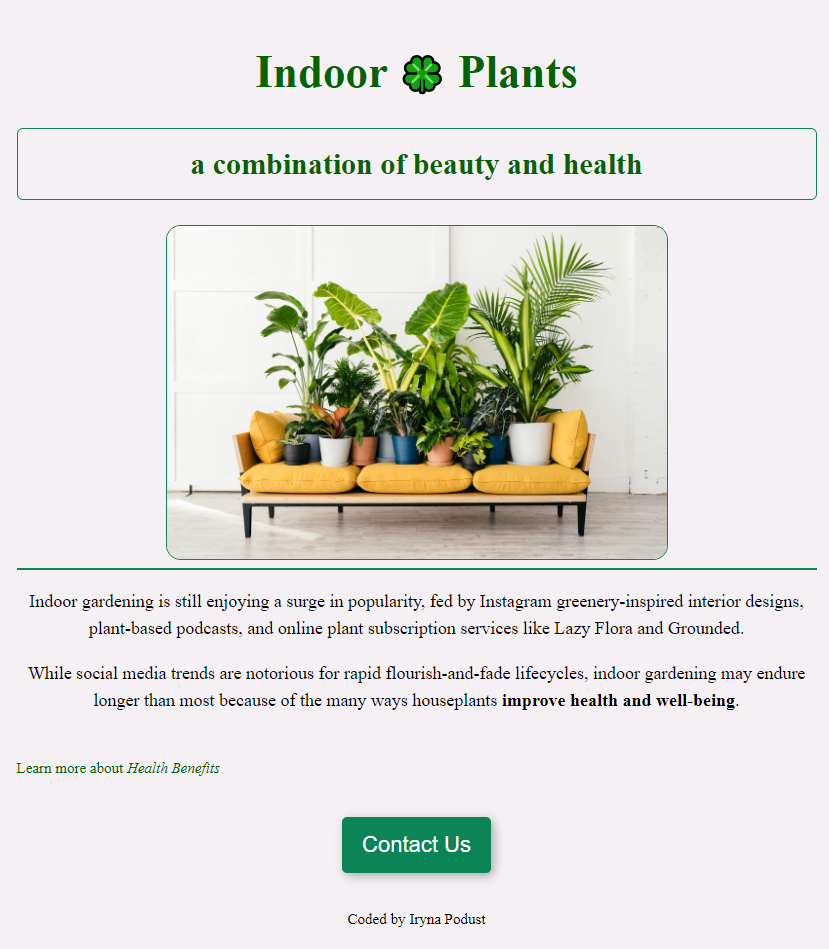 Indoor 🍀 Plants
a combination of beauty and health
Indoor gardening is still enjoying a surge in popularity, fed by Instagram greenery-inspired interior designs,
plant-based podcasts, and online plant subscription services like Lazy Flora and Grounded.
While social media trends are notorious for rapid flourish-and-fade lifecycles, indoor gardening may endure
longer than most because of the many ways houseplants improve health and well-being.
Learn more about Health Benefits
Contact Us
Coded by Iryna Podust